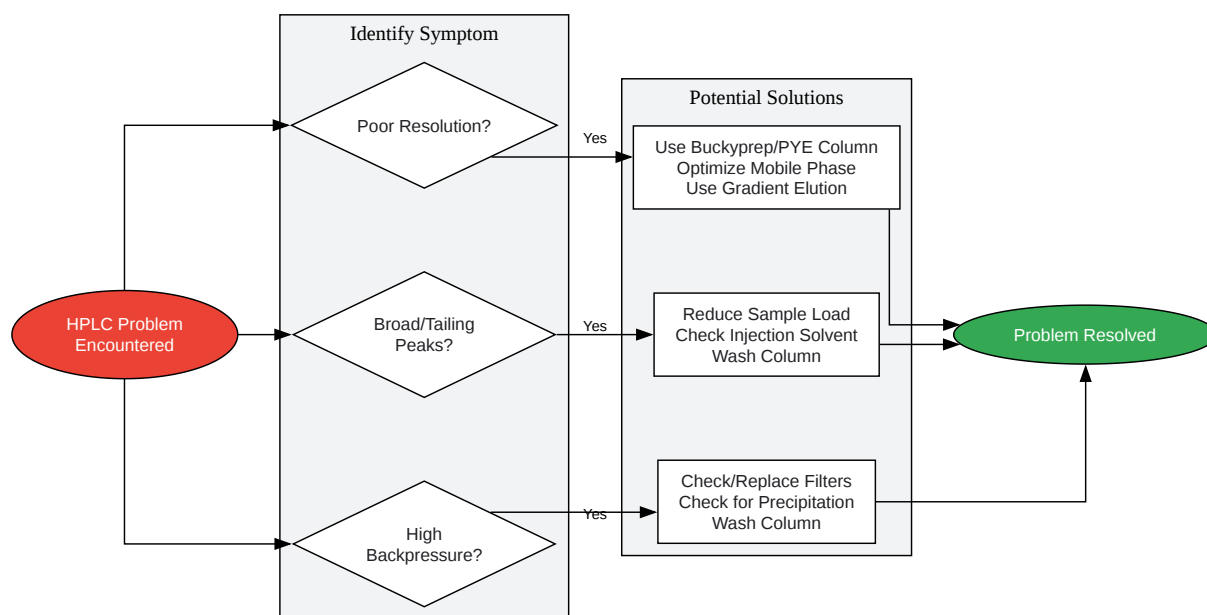 Identify Symptom
Poor Resolution?
Yes
Potential Solutions
Use Buckyprep/PYE Column
Optimize Mobile Phase
Use Gradient Elution
HPLC Problem
Encountered
Broad/Tailing
Peaks?
Yes
Reduce Sample Load
Check Injection Solvent
Wash Column
Problem Resolved
High
Backpressure?
Yes
Check/Replace Filters
Check for Precipitation
Wash Column